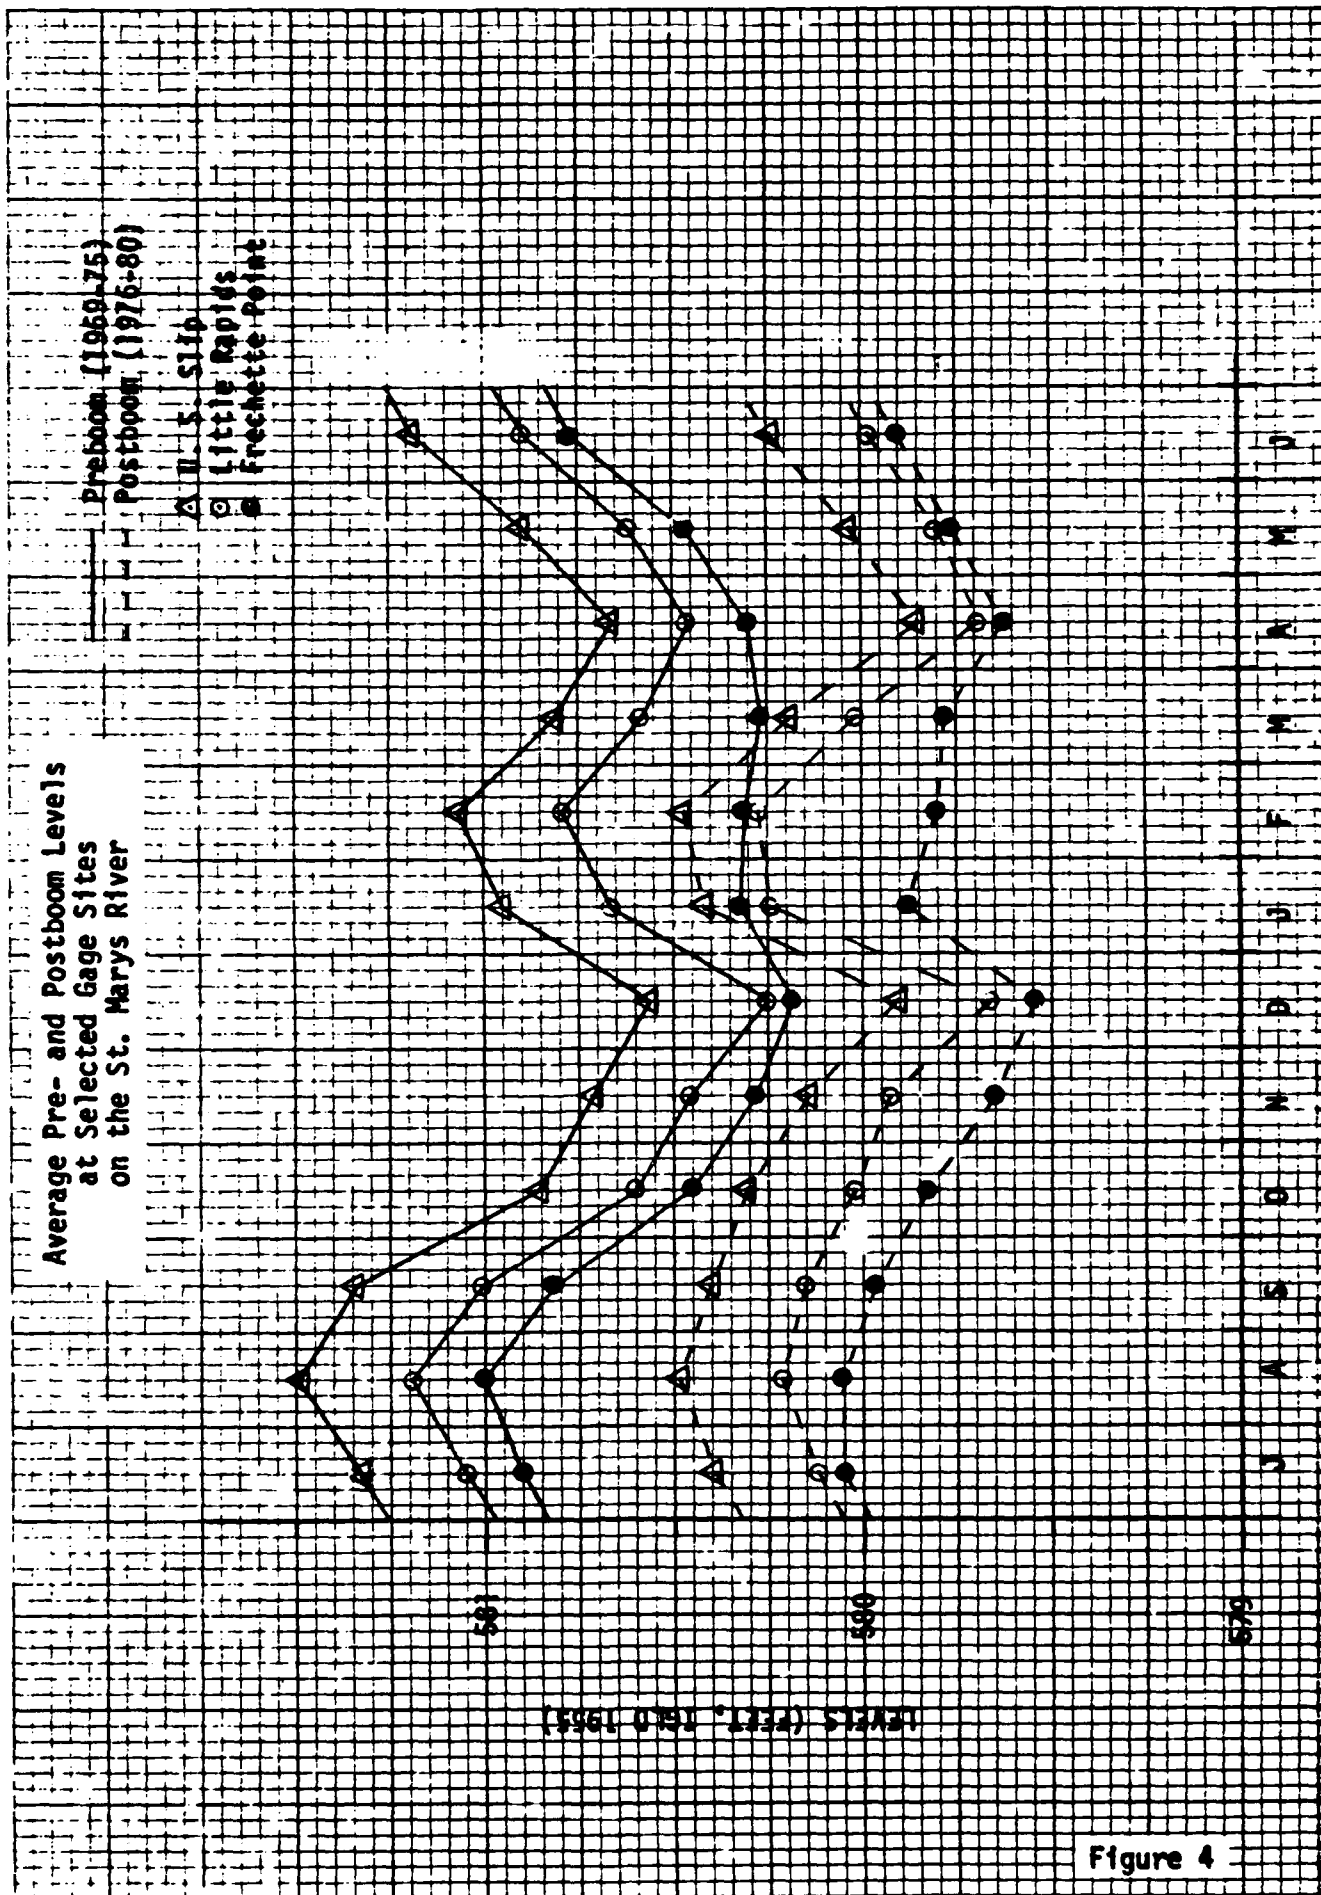 Average Pre- and Postboom Levels
at Selected Gage Sites
on the St. Marys River
Preboom (1969-75)
Postboom (1976-80)
U. S. Slip
Little Rapids
Frechette Point
LEVELS (FEET, IGLD 1955)
581
580
579
J A S O N D J F M A M J
Figure 4